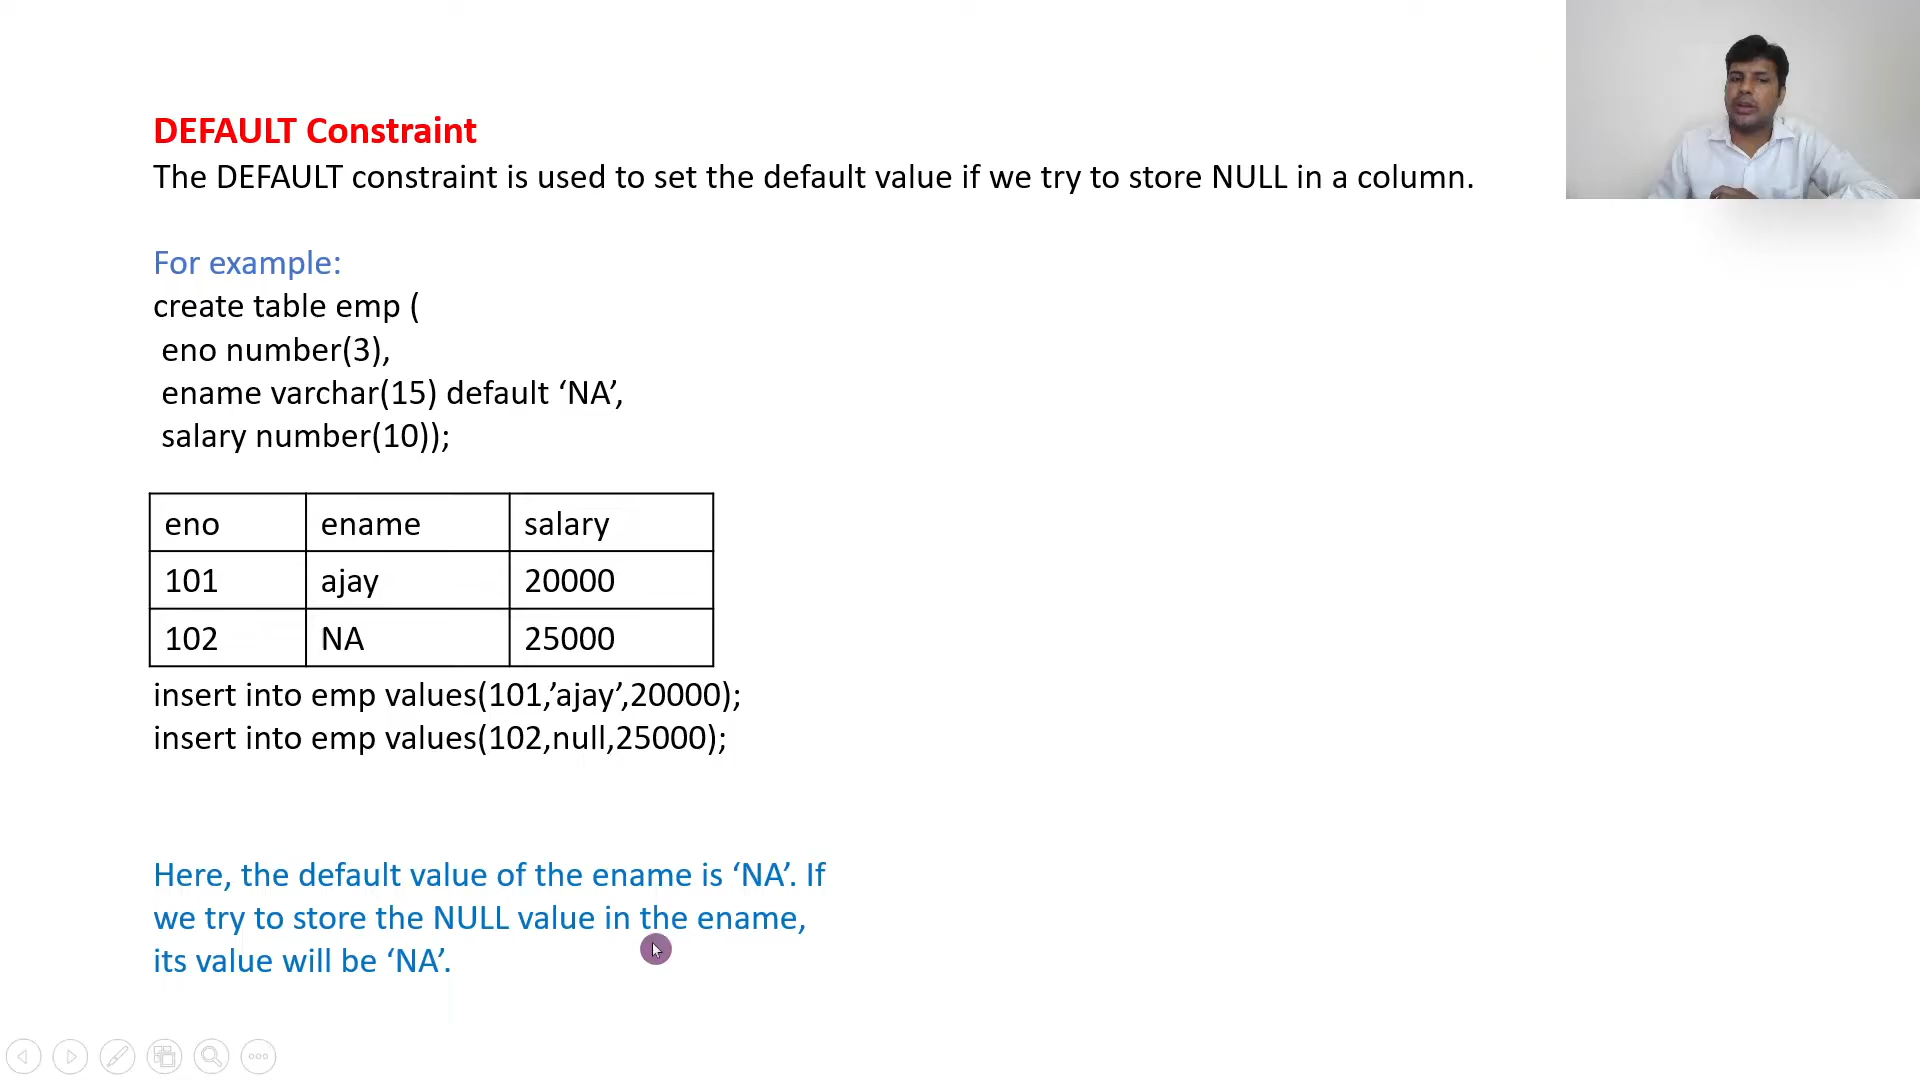 DEFAULT Constraint
The DEFAULT constraint is used to set the default value if we try to store NULL in a column.
For example:
create table emp (
eno number(3),
ename varchar(15) default ‘NA’,
salary number(10));
eno ename salary
101 ajay 20000
102 NA 25000
insert into emp values(101,’ajay’,20000);
insert into emp values(102,null,25000);
Here, the default value of the ename is ‘NA’. If
we try to store the NULL value in the ename,
its value will be ‘NA’.